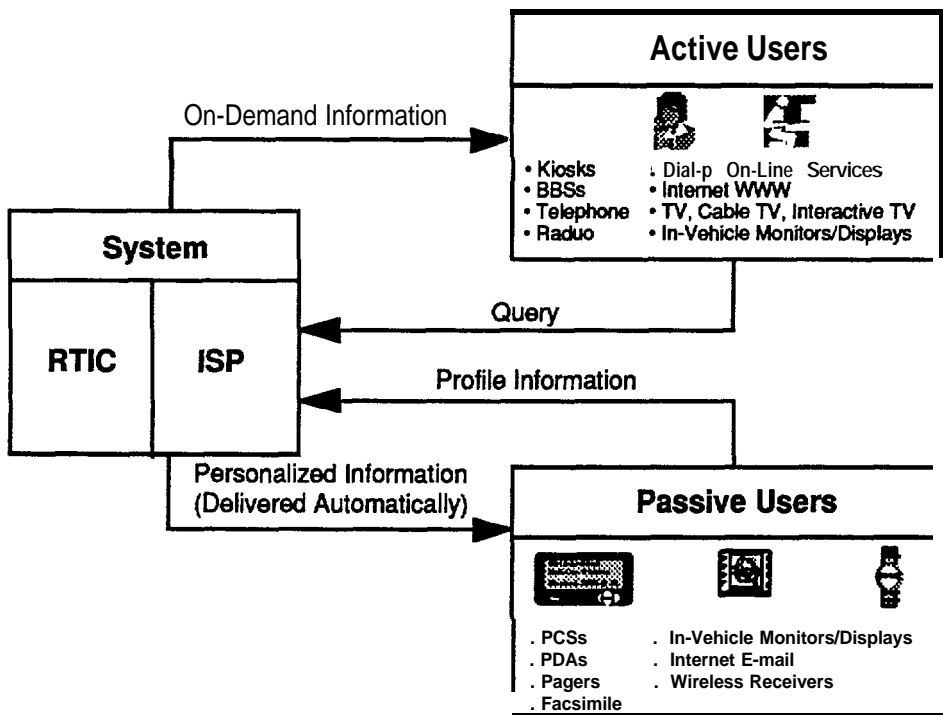 Active Users
On-Demand Information
• Kiosks
• BBSs
• Telephone
• Raduo
. Dial-p On-Line Services
• Internet WWW
• TV, Cable TV, Interactive TV
• In-Vehicle Monitors/Displays
System
RTIC
ISP
Query
Profile Information
Personalized Information
(Delivered Automatically)
Passive Users
. PCSs
. PDAs
. Pagers
. Facsimile
. In-Vehicle Monitors/Displays
. Internet E-mail
. Wireless Receivers